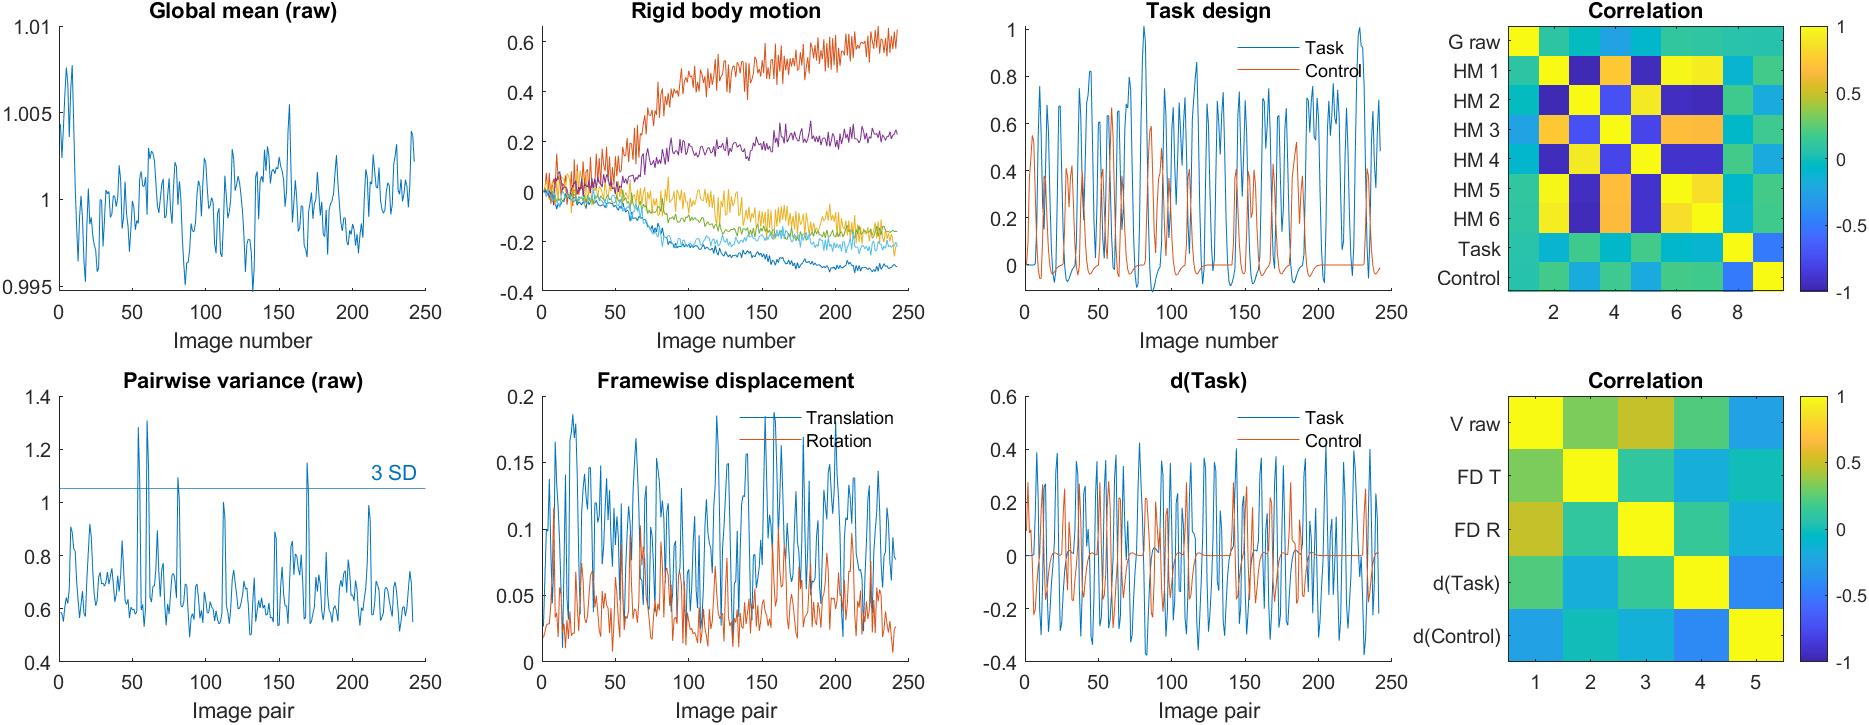 Global mean (raw)
1.01
1.005
1
0.995
0 50 100 150 200 250
Image number
Rigid body motion
0.6
0.4
0.2
0
-0.2
-0.4
0 50 100 150 200 250
Image number
Task design
1
0.8
0.6
0.4
0.2
0
Task
Control
0 50 100 150 200 250
Image number
Correlation
G raw
HM 1
HM 2
HM 3
HM 4
HM 5
HM 6
Task
Control
2 4 6 8
1
0.5
0
-0.5
-1
Pairwise variance (raw)
1.4
1.2
1
0.8
0.6
0.4
3 SD
0 50 100 150 200 250
Image pair
Framewise displacement
0.2
0.15
0.1
0.05
0
Translation
Rotation
0 50 100 150 200 250
Image pair
d(Task)
0.6
0.4
0.2
0
-0.2
-0.4
Task
Control
0 50 100 150 200 250
Image pair
Correlation
V raw
FD T
FD R
d(Task)
d(Control)
1 2 3 4 5
1
0.5
0
-0.5
-1